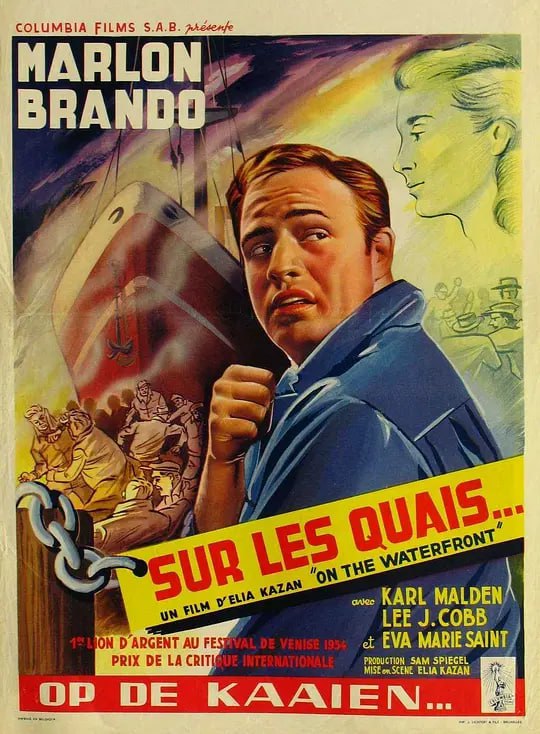 COLUMBIA FILMS S.A.B. présente
MARLON
BRANDO
SUR LES QUAIS...
UN FILM D'ELIA KAZAN "ON THE WATERFRONT"
avec KARL MALDEN
LEE J. COBB
et EVA MARIE SAINT
1er LION D'ARGENT AU FESTIVAL DE VENISE 1954
PRIX DE LA CRITIQUE INTERNATIONALE
PRODUCTION SAM SPIEGEL
MISE en SCENE ELIA KAZAN
OP DE KAAIEN...